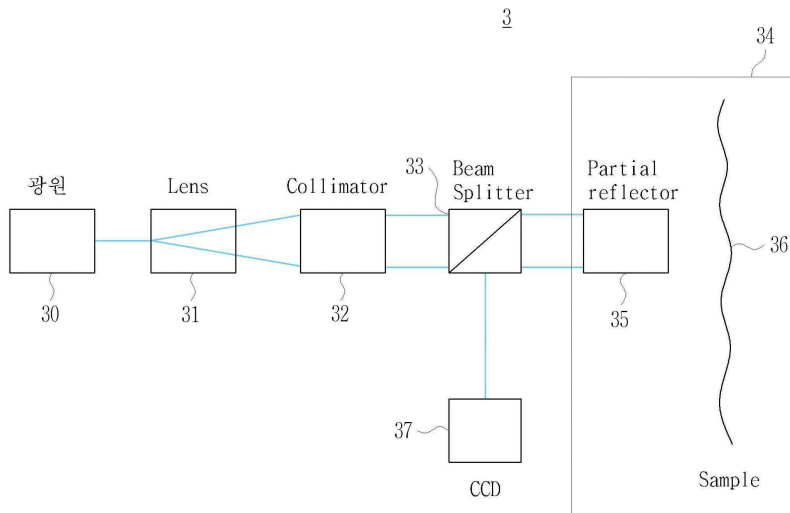 3
34
33
Beam
Splitter
Partial
reflector
광원
Lens
Collimator
36
30
31
32
35
37
CCD
Sample